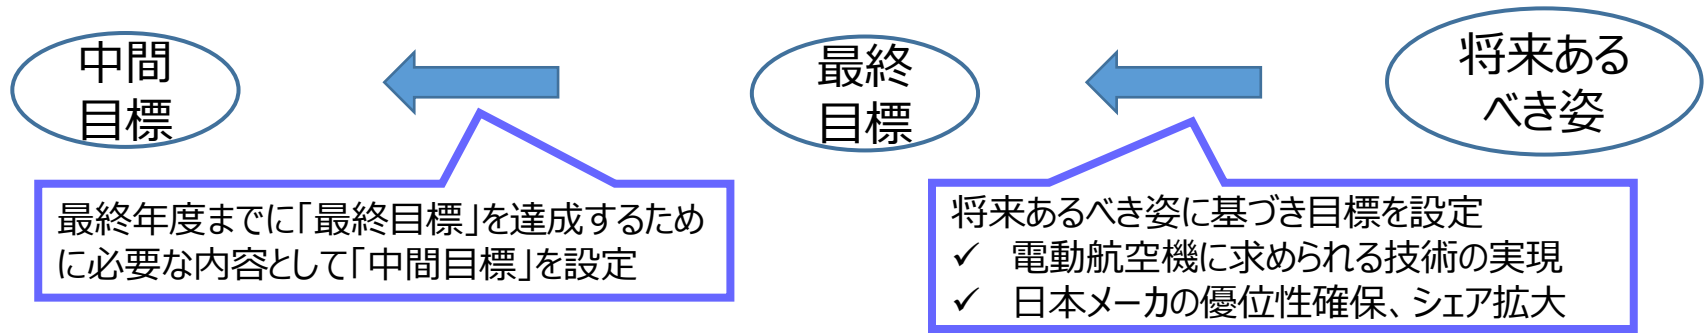 中間
目標
最終
目標
将来ある
べき姿
最終年度までに「最終目標」を達成するため
に必要な内容として「中間目標」を設定
将来あるべき姿に基づき目標を設定
✓ 電動航空機に求められる技術の実現
✓ 日本メーカの優位性確保、シェア拡大